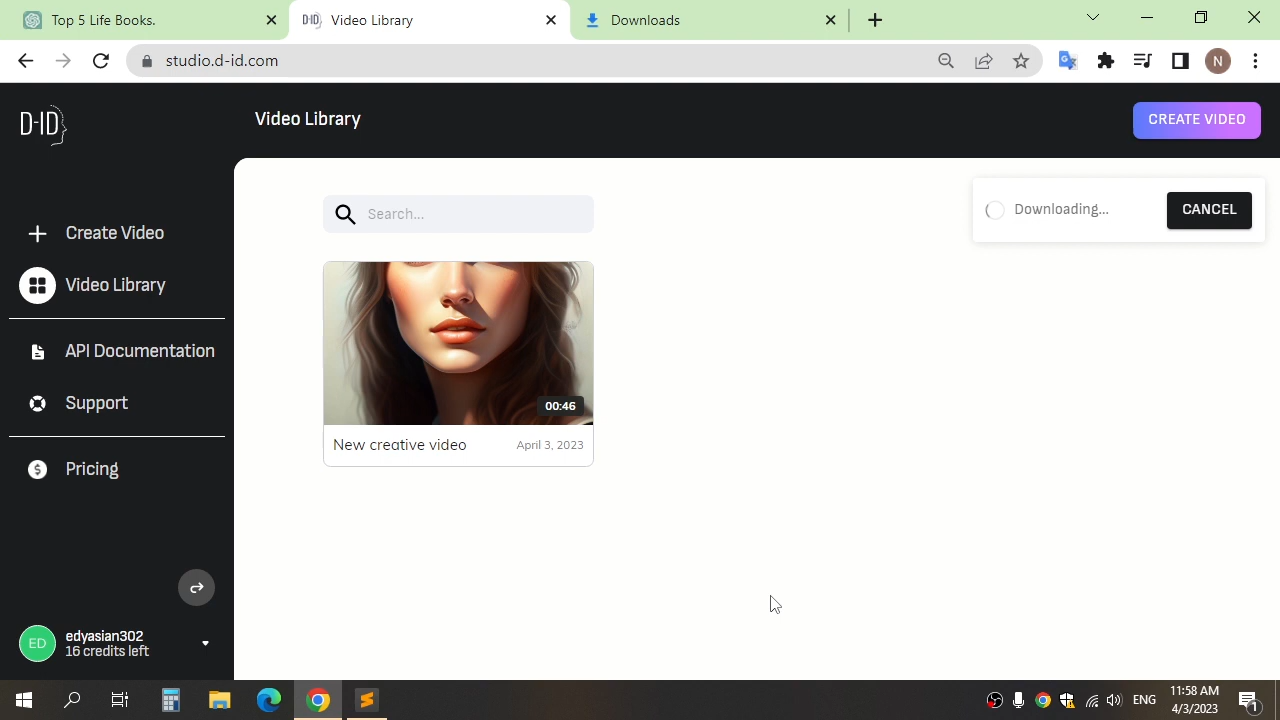 Top 5 Life Books.
D-ID Video Library
Downloads
studio.d-id.com
N
D-ID
Video Library
CREATE VIDEO
Create Video
Video Library
API Documentation
Support
Pricing
Search...
Downloading...
CANCEL
00:46
New creative video
April 3, 2023
ED
edyasian302
16 credits left
ENG
11:58 AM
4/3/2023
1